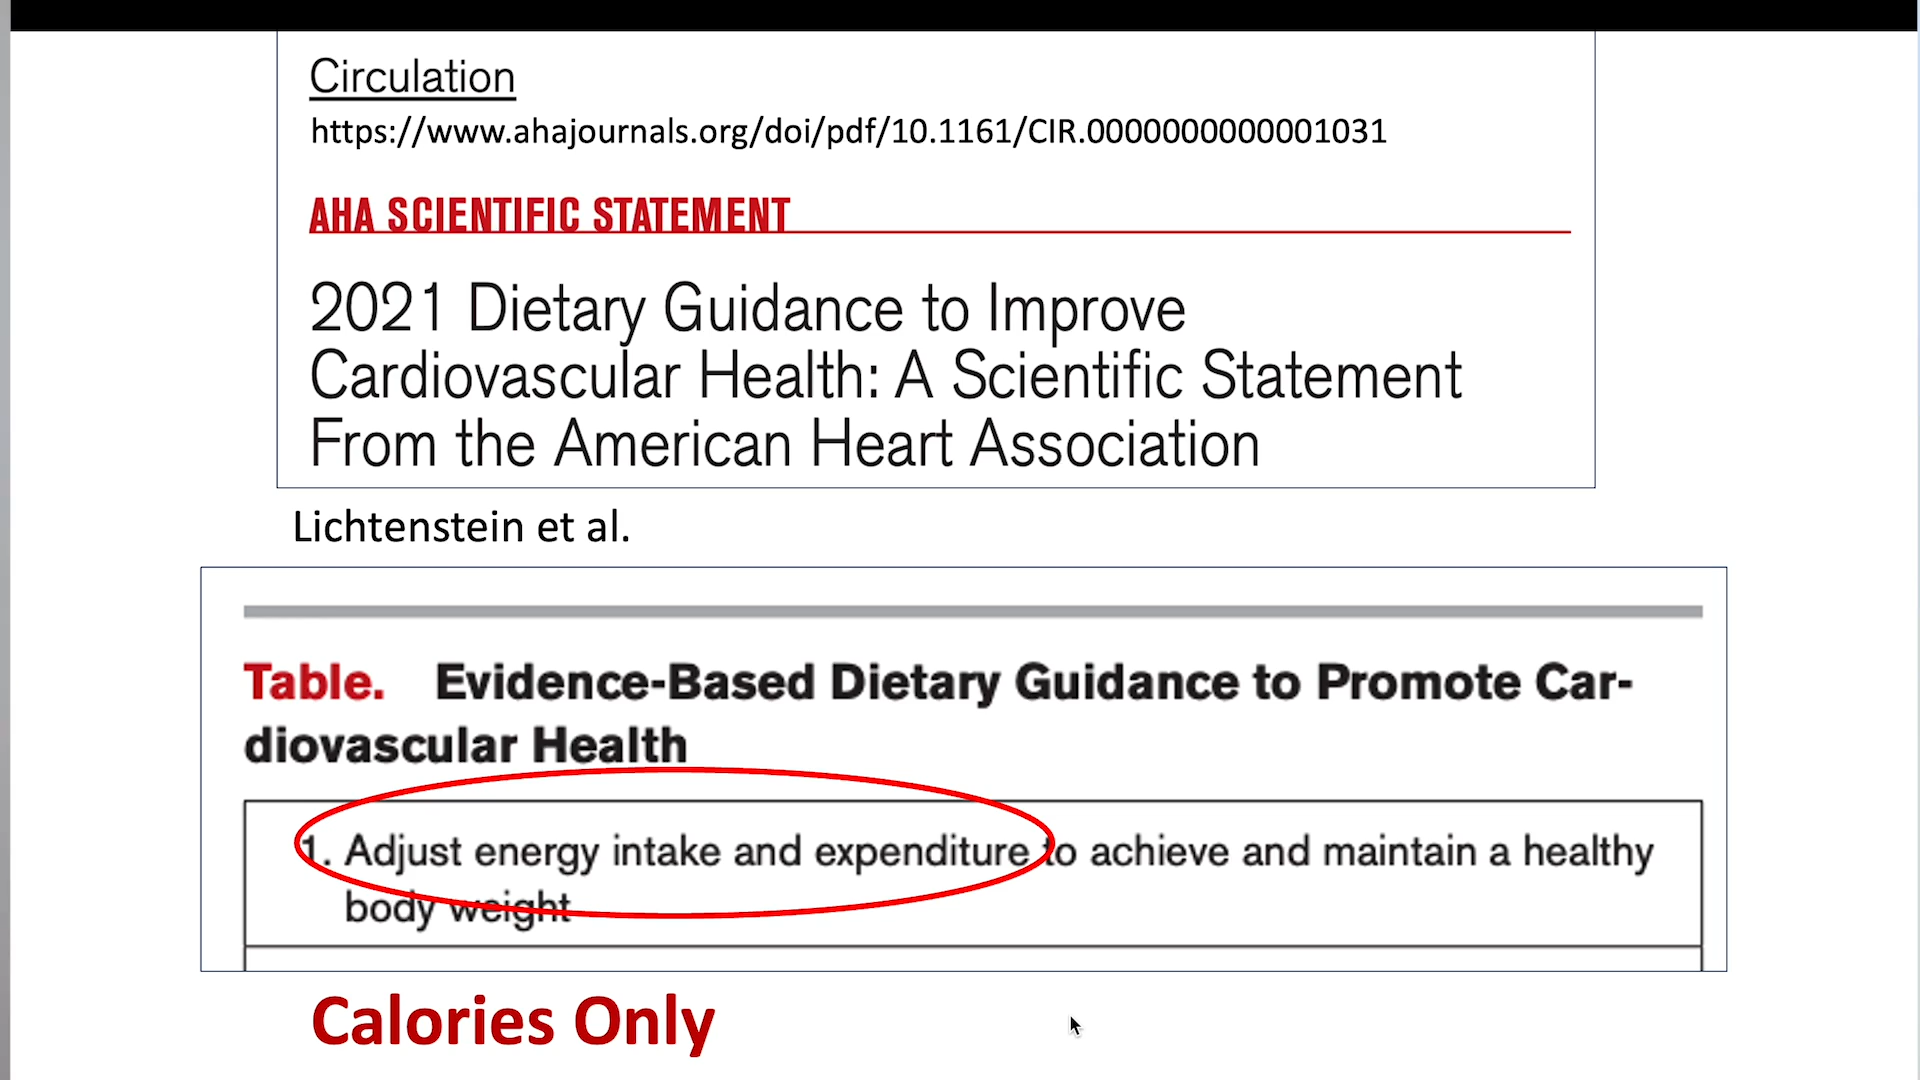 Circulation
https://www.ahajournals.org/doi/pdf/10.1161/CIR.0000000000001031
AHA SCIENTIFIC STATEMENT
2021 Dietary Guidance to Improve
Cardiovascular Health: A Scientific Statement
From the American Heart Association
Lichtenstein et al.
Table. Evidence-Based Dietary Guidance to Promote Car-
diovascular Health
1. Adjust energy intake and expenditure to achieve and maintain a healthy
body weight
Calories Only